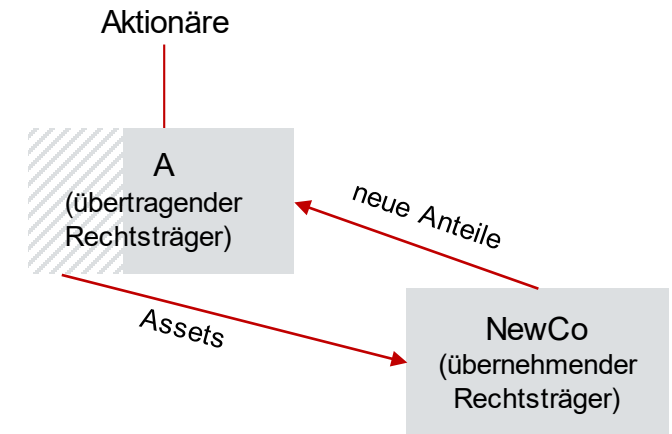 Aktionäre
A
(übertragender
Rechtsträger)
neue Anteile
Assets
NewCo
(übernehmender
Rechtsträger)